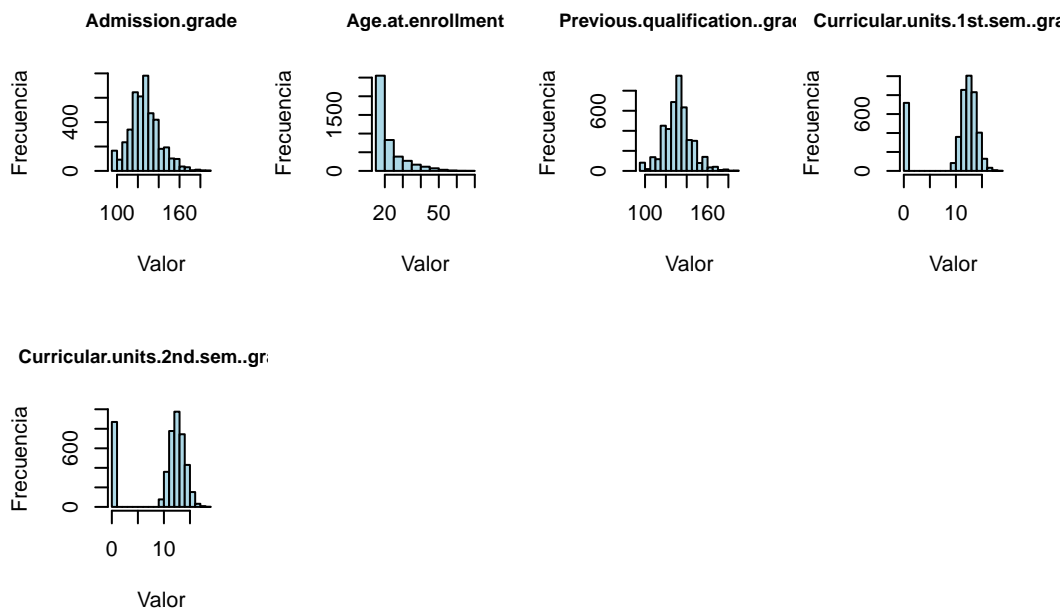 Admission.grade
Frecuencia
400
0
100 160
Valor
Age.at.enrollment
Frecuencia
1500
0
20 50
Valor
Previous.qualification..grac
Frecuencia
600
0
100 160
Valor
Curricular.units.1st.sem..gra
Frecuencia
600
0
0 10
Valor
Curricular.units.2nd.sem..gra
Frecuencia
600
0
0 10
Valor